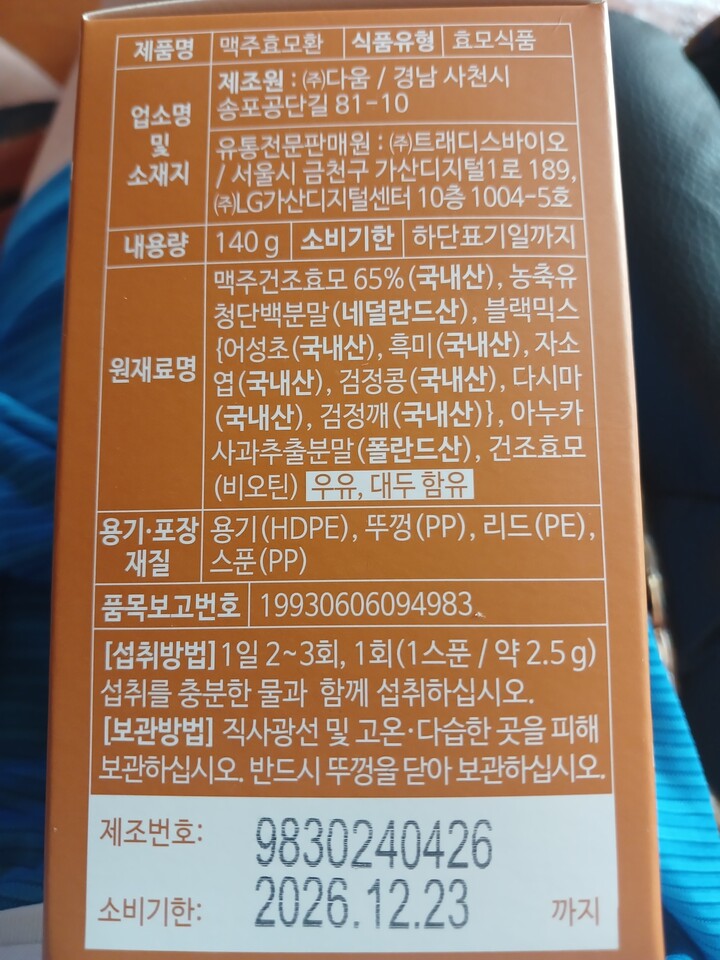 제품명 맥주효모환 식품유형 효모식품
업소명 및 소재지
제조원 : ㈜다움 / 경남 사천시
송포공단길 81-10
유통전문판매원 : ㈜트래디스바이오
/ 서울시 금천구 가산디지털1로 189,
㈜LG가산디지털센터 10층 1004-5호
내용량 140 g 소비기한 하단표기일까지
원재료명
맥주건조효모 65%(국내산), 농축유
청단백분말(네덜란드산), 블랙믹스
{어성초(국내산), 흑미(국내산), 자소
엽(국내산), 검정콩(국내산), 다시마
(국내산), 검정깨(국내산)}, 아누카
사과추출분말(폴란드산), 건조효모
(비오틴) 우유, 대두 함유
용기·포장
재질
용기(HDPE), 뚜껑(PP), 리드(PE),
스푼(PP)
품목보고번호 19930606094983.
[섭취방법] 1일 2~3회, 1회(1스푼 / 약 2.5 g)
섭취를 충분한 물과 함께 섭취하십시오.
[보관방법] 직사광선 및 고온·다습한 곳을 피해
보관하십시오. 반드시 뚜껑을 닫아 보관하십시오.
제조번호: 9830240426
소비기한: 2026.12.23 까지